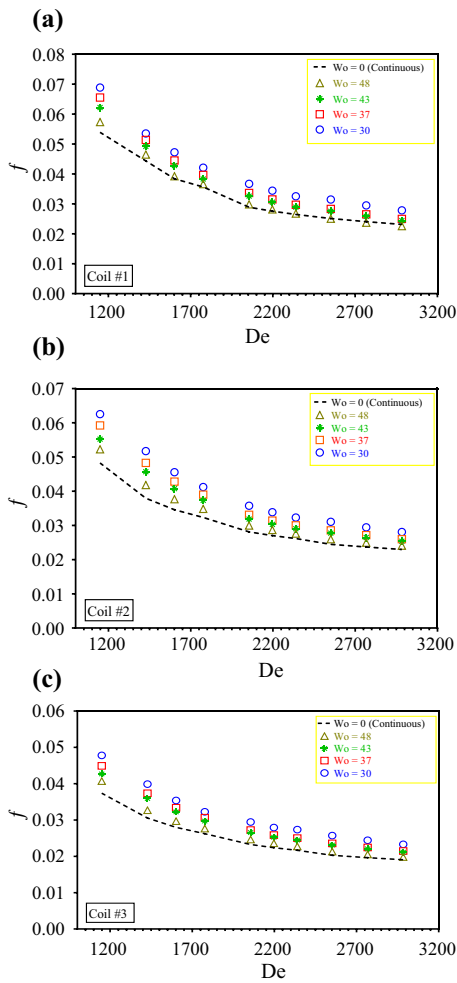 (a)
0.08
0.07
0.06
0.05
0.04
0.03
0.02
0.01
0.00
f
Wo = 0 (Continuous)
Wo = 48
Wo = 43
Wo = 37
Wo = 30
Coil #1
1200 1700 2200 2700 3200
De
(b)
0.07
0.06
0.05
0.04
0.03
0.02
0.01
0.00
f
Wo = 0 (Continuous)
Wo = 48
Wo = 43
Wo = 37
Wo = 30
Coil #2
1200 1700 2200 2700 3200
De
(c)
0.06
0.05
0.04
0.03
0.02
0.01
0.00
f
Wo = 0 (Continuous)
Wo = 48
Wo = 43
Wo = 37
Wo = 30
Coil #3
1200 1700 2200 2700 3200
De